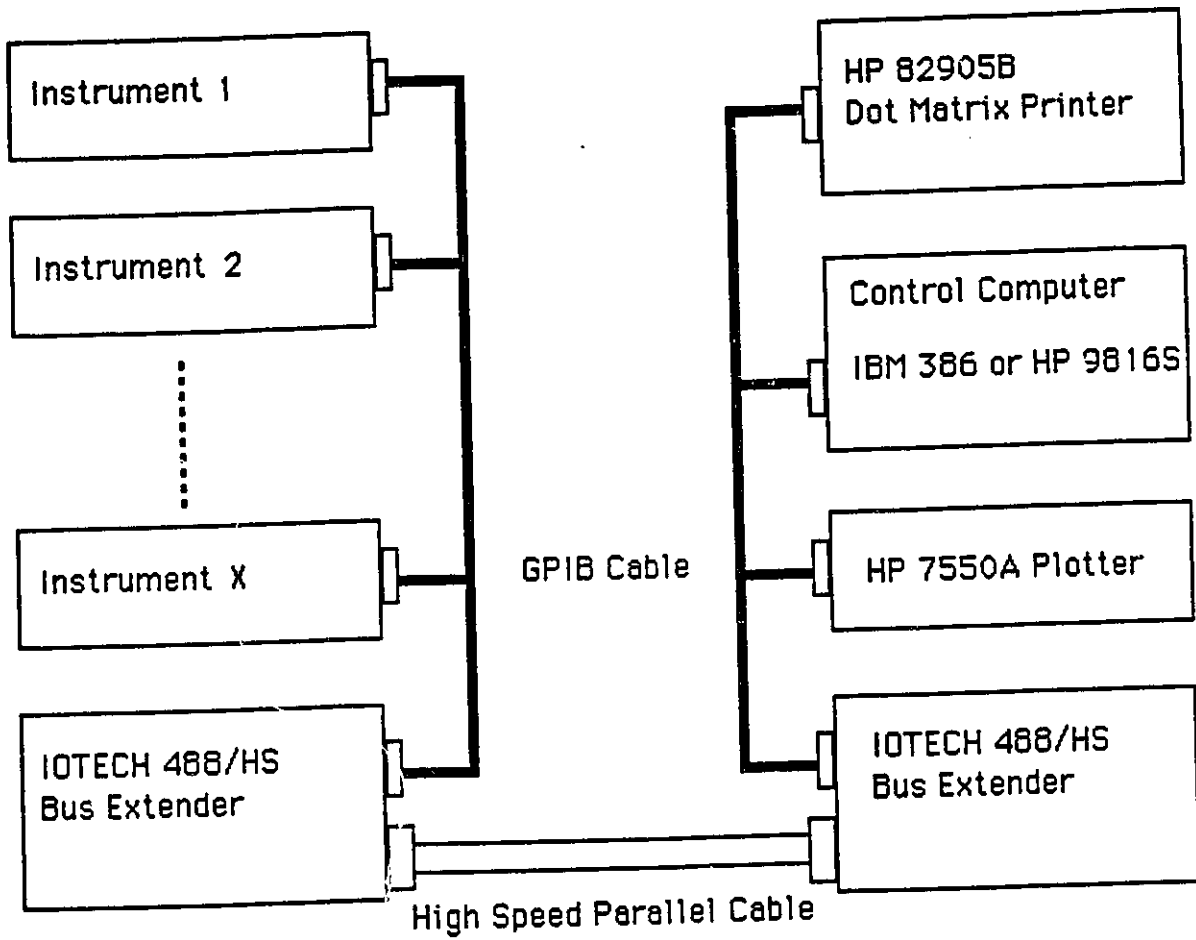 Instrument 1
Instrument 2
Instrument X
IOTECH 488/HS
Bus Extender
GPIB Cable
HP 82905B
Dot Matrix Printer
Control Computer
IBM 386 or HP 9816S
HP 7550A Plotter
IOTECH 488/HS
Bus Extender
High Speed Parallel Cable